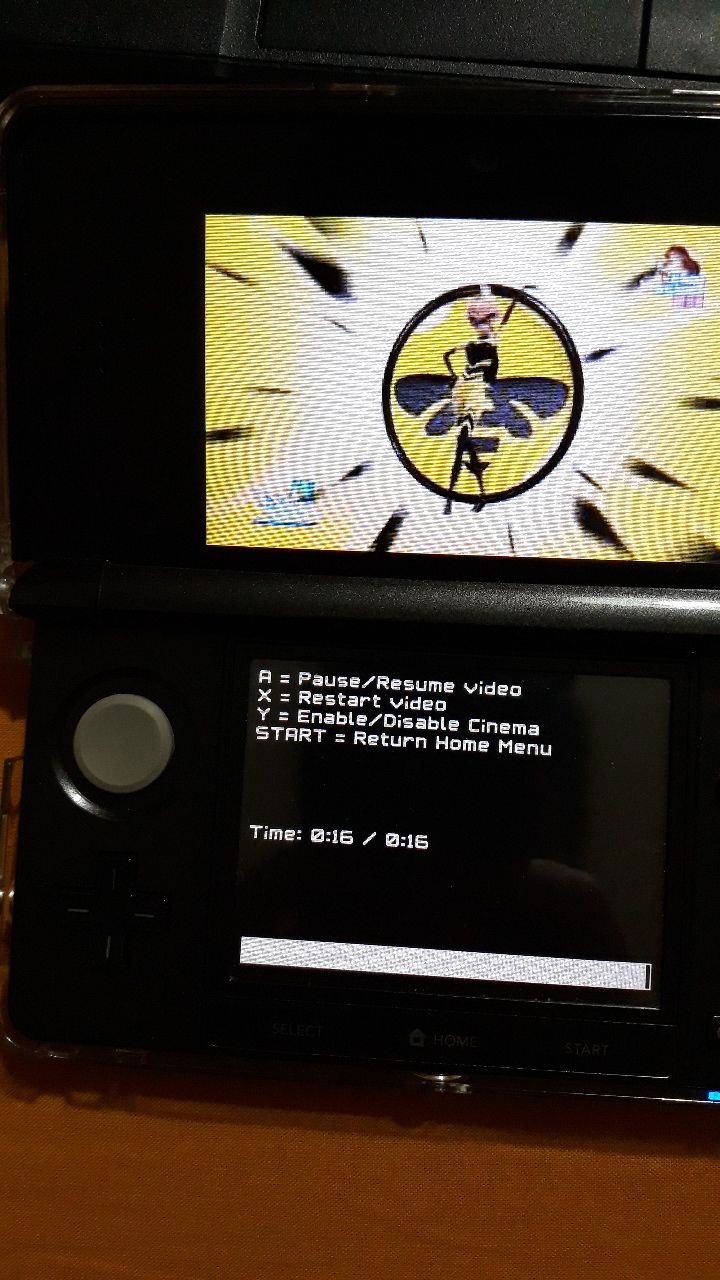 A = Pause/Resume video
X = Restart video
Y = Enable/Disable Cinema
START = Return Home Menu
Time: 0:16 / 0:16
SELECT
HOME
START